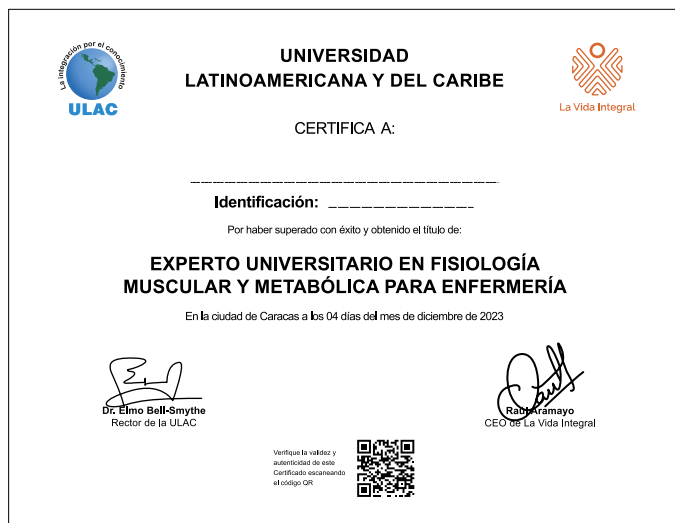 La integración por el conocimiento
ULAC
UNIVERSIDAD
LATINOAMERICANA Y DEL CARIBE
La Vida Integral
CERTIFICA A:
Identificación:
Por haber superado con éxito y obtenido el título de:
EXPERTO UNIVERSITARIO EN FISIOLOGÍA
MUSCULAR Y METABÓLICA PARA ENFERMERÍA
En la ciudad de Caracas a los 04 días del mes de diciembre de 2023
Dr. Elmo Bell-Smythe
Rector de la ULAC
Raúl Aramayo
CEO de La Vida Integral
Verifique la validez y
autenticidad de este
Certificado escaneando
el código QR